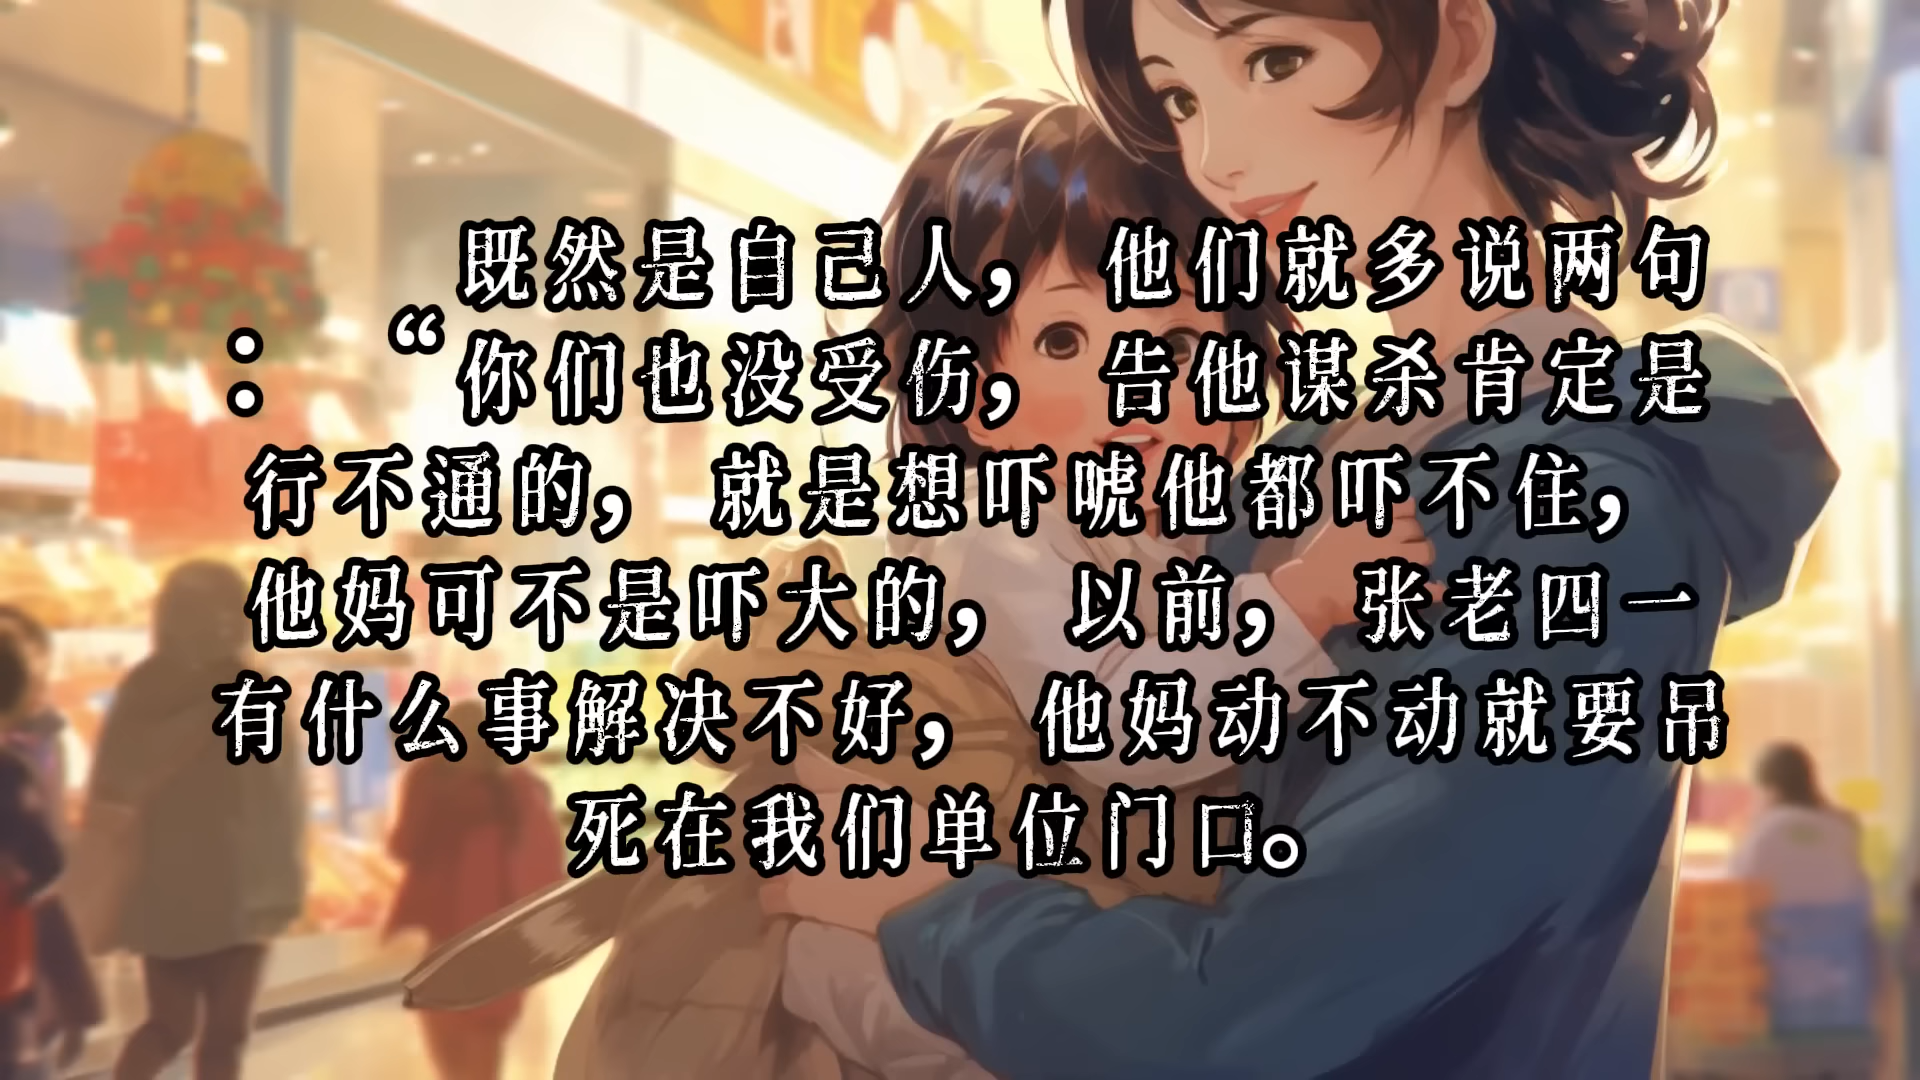 既然是自己人，他们就多说两句
：“你们也没受伤，告他谋杀肯定是
行不通的，就是想吓唬他都吓不住，
他妈可不是吓大的，以前，张老四一
有什么事解决不好，他妈动不动就要吊
死在我们单位门口。